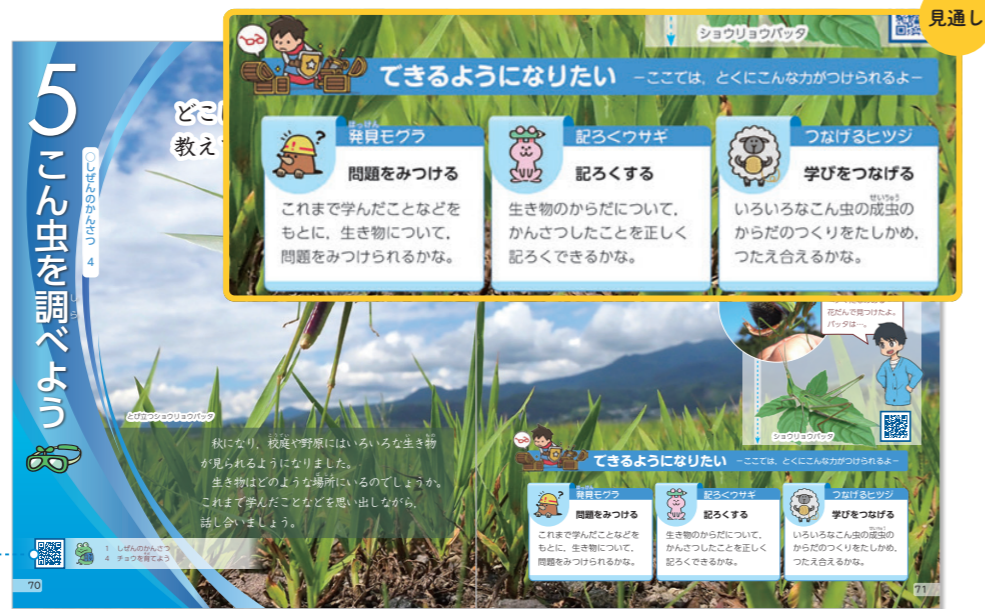 見通し
ショウリョウバッタ
できるようになりたい －ここでは，とくにこんな力がつけられるよ－
はっけん
発見モグラ
問題をみつける
これまで学んだことなどを
もとに，生き物について，
問題をみつけられるかな。
記ろくウサギ
記ろくする
生き物のからだについて，
かんさつしたことを正しく
記ろくできるかな。
つなげるヒツジ
学びをつなげる
せいちゅう
いろいろなこん虫の成虫の
からだのつくりをたしかめ，
つたえ合えるかな。
5
こん虫を調べよう
しら
○しぜんのかんさつ 4
教え
花だんで見つけたよ。
バッタは…。
とび立つショウリョウバッタ
ショウリョウバッタ
秋になり，校庭や野原にはいろいろな生き物
が見られるようになりました。
生き物はどのような場所にいるのでしょうか。
これまで学んだことなどを思い出しながら，
話し合いましょう。
できるようになりたい －ここでは，とくにこんな力がつけられるよ－
発見モグラ
問題をみつける
これまで学んだことなどを
もとに，生き物について，
問題をみつけられるかな。
記ろくウサギ
記ろくする
生き物のからだについて，
かんさつしたことを正しく
記ろくできるかな。
つなげるヒツジ
学びをつなげる
いろいろなこん虫の成虫の
からだのつくりをたしかめ，
つたえ合えるかな。
1 しぜんのかんさつ
4 チョウを育てよう
70
71